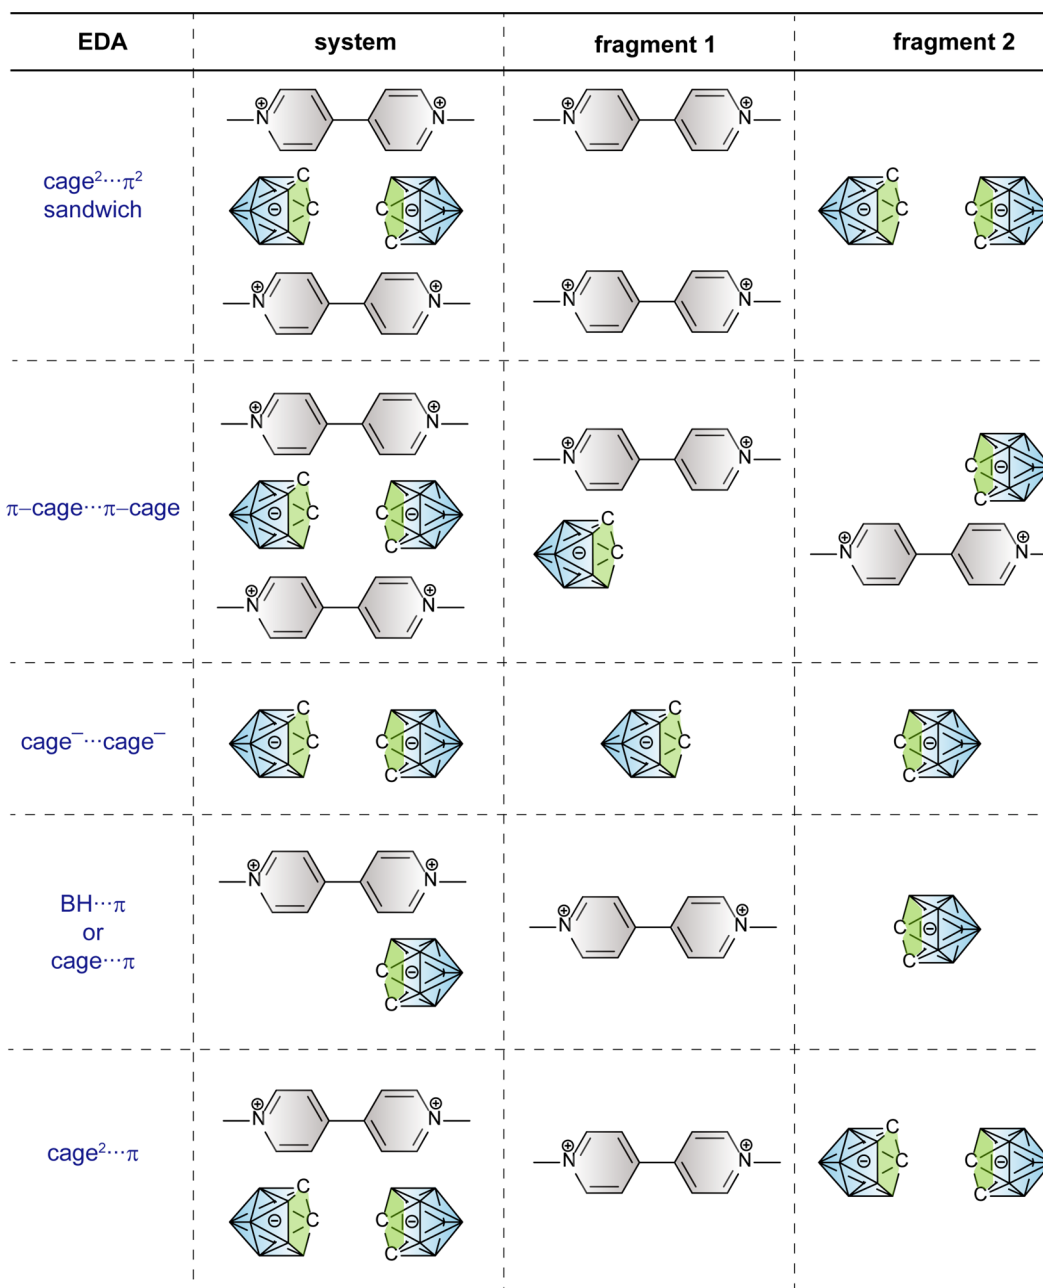 EDA system fragment 1 fragment 2
cage²···π²
sandwich
⊕ ⊕
N N
C
⊖ C C ⊖
C
⊕ ⊕
N N
⊕ ⊕
N N
⊕ ⊕
N N
C
⊖ C C ⊖
C
π–cage···π–cage
⊕ ⊕
N N
C
⊖ C C ⊖
C
⊕ ⊕
N N
⊕ ⊕
N N
C
⊖ C
C ⊖
C
⊕ ⊕
N N
cage⁻···cage⁻
C
⊖ C C ⊖
C
C
⊖ C
C ⊖
C
BH···π
or
cage···π
⊕ ⊕
N N
C ⊖
C
⊕ ⊕
N N
C ⊖
C
cage²···π
⊕ ⊕
N N
C
⊖ C C ⊖
C
⊕ ⊕
N N
C
⊖ C C ⊖
C